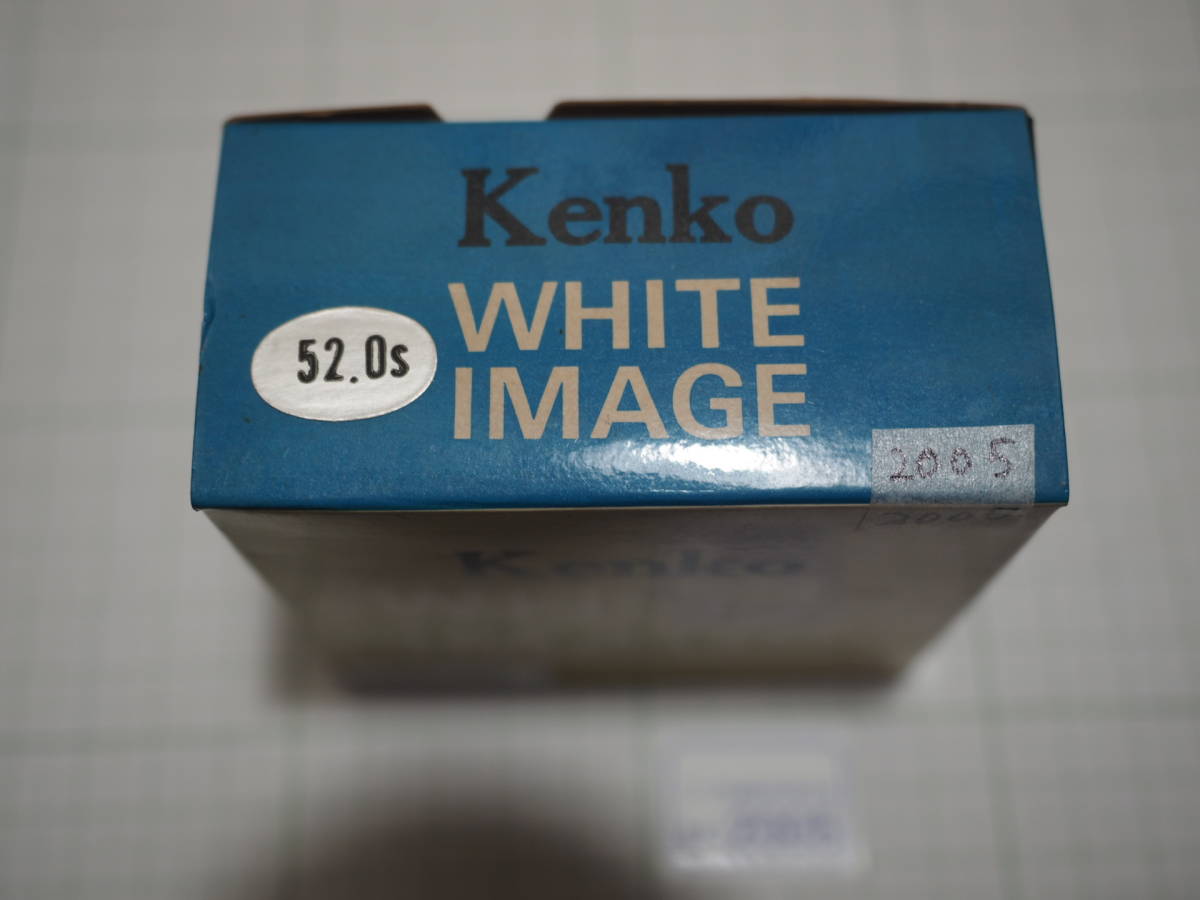 Kenko
WHITE
IMAGE
52.0s
2005
2005
Kenko